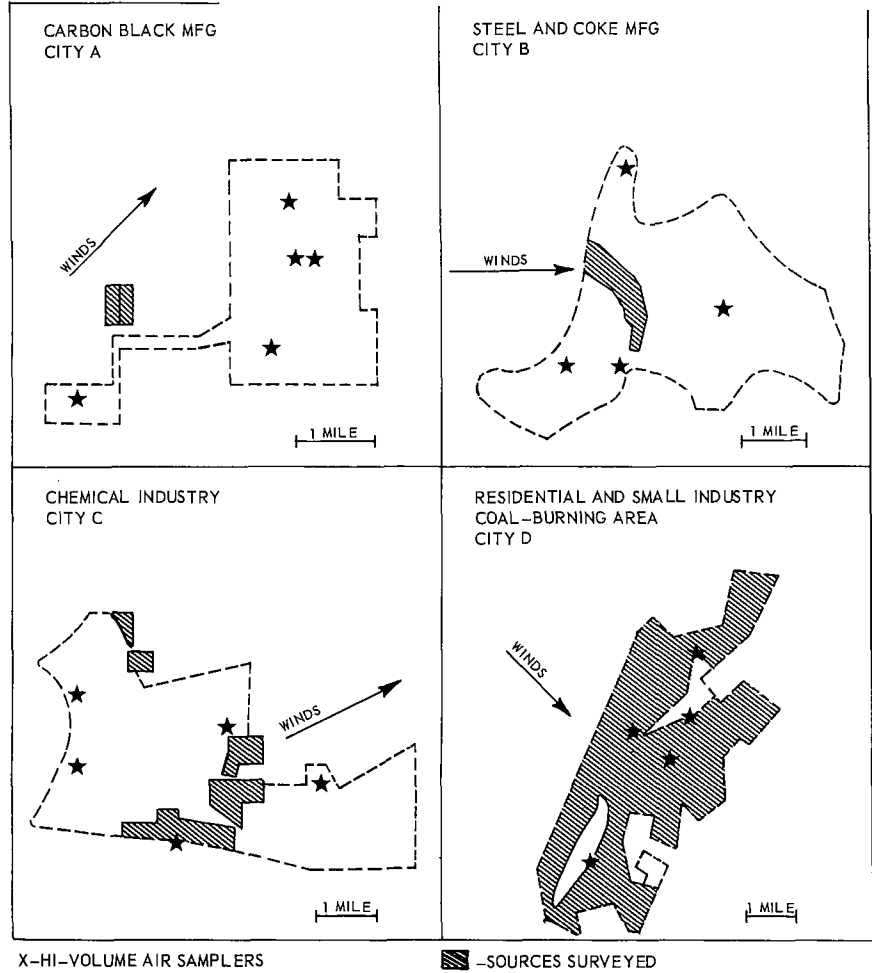 CARBON BLACK MFG
CITY A
WINDS
1 MILE
STEEL AND COKE MFG
CITY B
WINDS
1 MILE
CHEMICAL INDUSTRY
CITY C
WINDS
1 MILE
RESIDENTIAL AND SMALL INDUSTRY
COAL-BURNING AREA
CITY D
WINDS
1 MILE
X-HI-VOLUME AIR SAMPLERS
-SOURCES SURVEYED